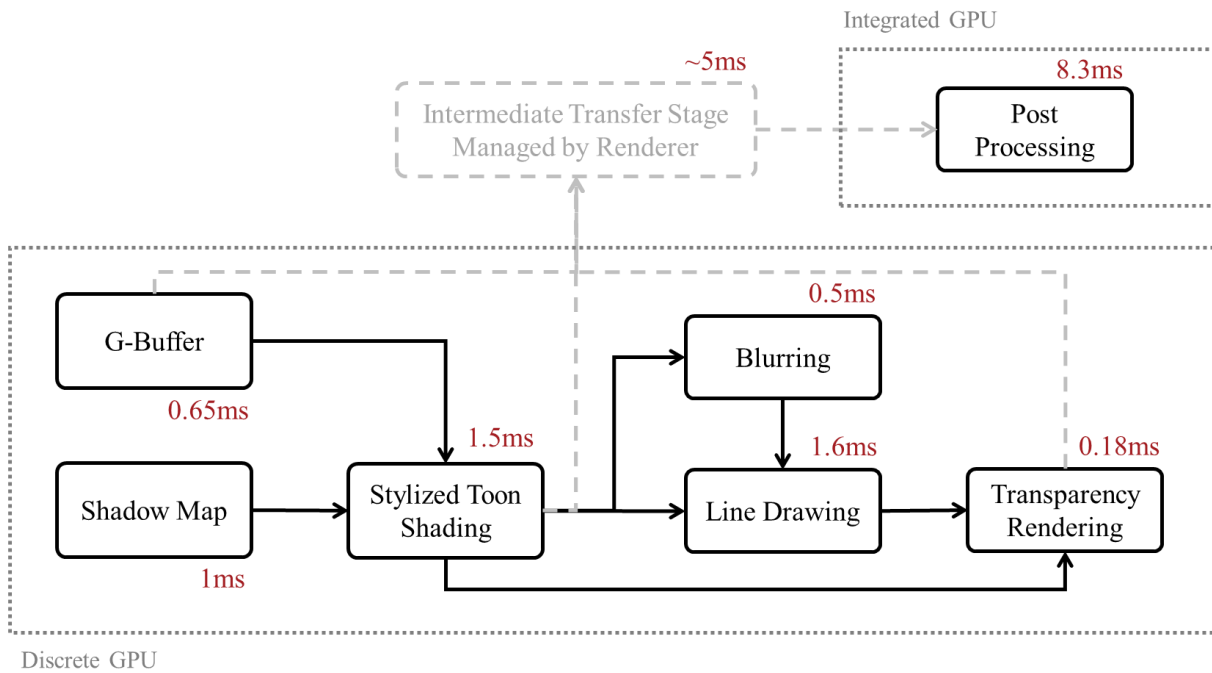 Integrated GPU
~5ms
8.3ms
Intermediate Transfer Stage
Managed by Renderer
Post
Processing
0.5ms
G-Buffer
Blurring
0.65ms
1.5ms
1.6ms
0.18ms
Shadow Map
Stylized Toon
Shading
Line Drawing
Transparency
Rendering
1ms
Discrete GPU